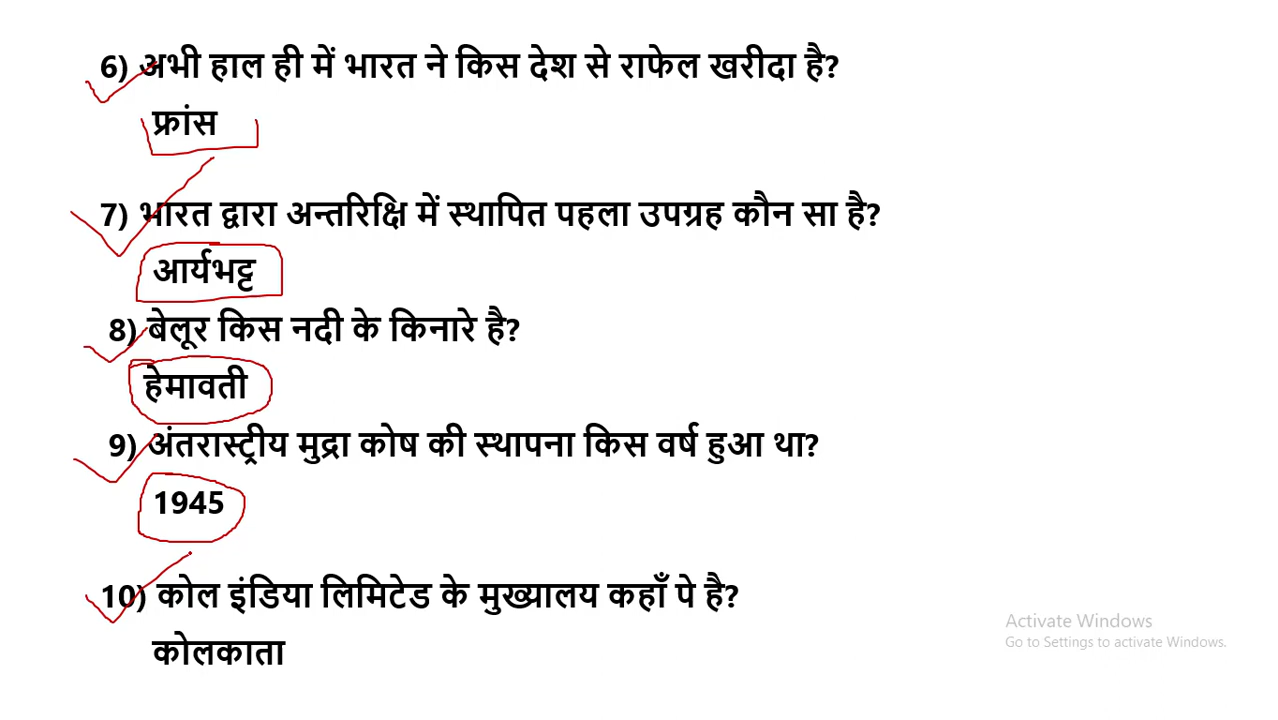 6) अभी हाल ही में भारत ने किस देश से राफेल खरीदा है?
फ्रांस
7) भारत द्वारा अन्तरिक्षि में स्थापित पहला उपग्रह कौन सा है?
आर्यभट्ट
8) बेलूर किस नदी के किनारे है?
हेमावती
9) अंतरास्ट्रीय मुद्रा कोष की स्थापना किस वर्ष हुआ था?
1945
10) कोल इंडिया लिमिटेड के मुख्यालय कहाँ पे है?
कोलकाता
Activate Windows
Go to Settings to activate Windows.